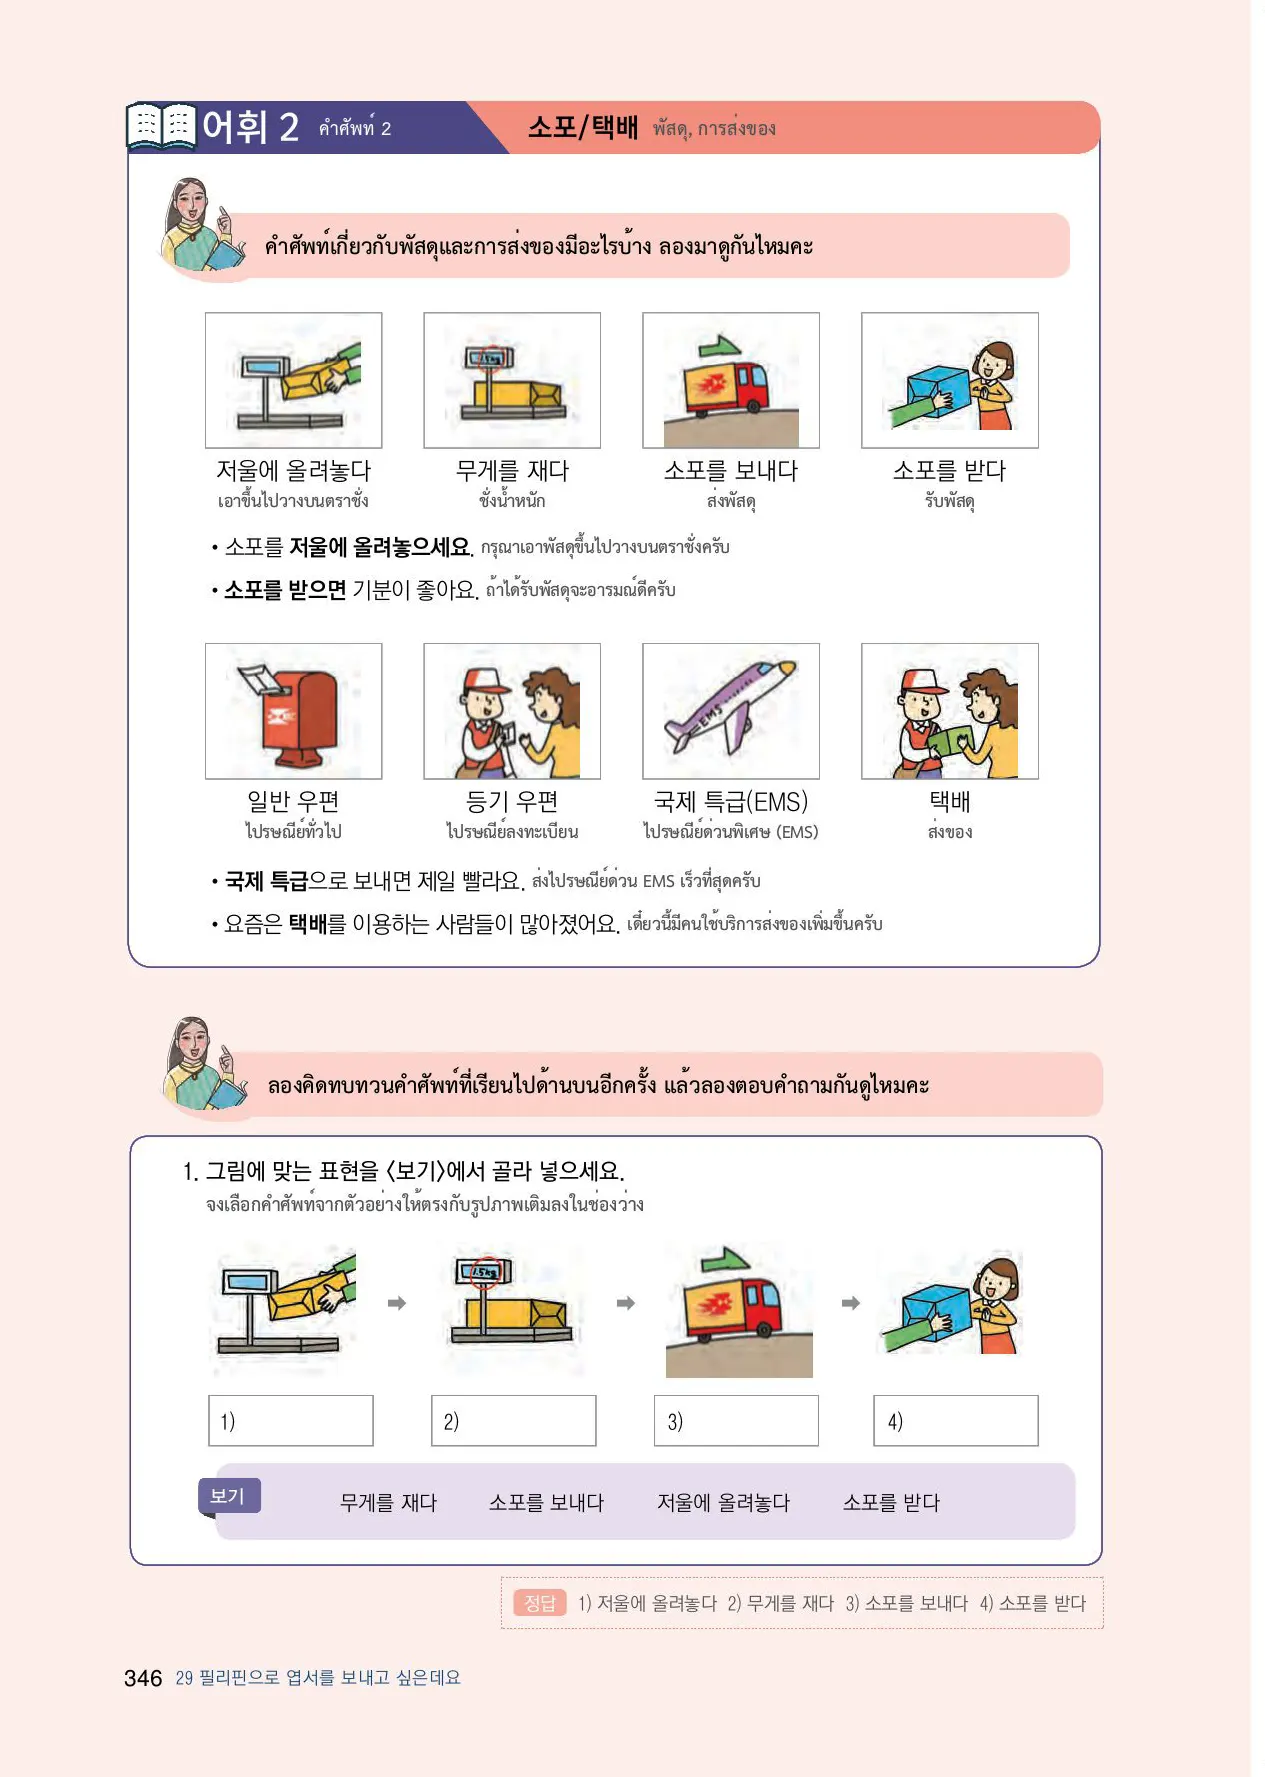 어휘 2 คำศัพท์ 2 소포/택배 พัสดุ, การส่งของ
คำศัพท์เกี่ยวกับพัสดุและการส่งของมีอะไรบ้าง ลองมาดูกันไหมคะ
저울에 올려놓다 무게를 재다 소포를 보내다 소포를 받다
เอาขึ้นไปวางบนตราชั่ง ชั่งน้ำหนัก ส่งพัสดุ รับพัสดุ
• 소포를 저울에 올려놓으세요. กรุณาเอาพัสดุขึ้นไปวางบนตราชั่งครับ
• 소포를 받으면 기분이 좋아요. ถ้าได้รับพัสดุจะอารมณ์ดีครับ
EMS
일반 우편 등기 우편 국제 특급(EMS) 택배
ไปรษณีย์ทั่วไป ไปรษณีย์ลงทะเบียน ไปรษณีย์ด่วนพิเศษ (EMS) ส่งของ
• 국제 특급으로 보내면 제일 빨라요. ส่งไปรษณีย์ด่วน EMS เร็วที่สุดครับ
• 요즘은 택배를 이용하는 사람들이 많아졌어요. เดี๋ยวนี้มีคนใช้บริการส่งของเพิ่มขึ้นครับ
ลองคิดทบทวนคำศัพท์ที่เรียนไปด้านบนอีกครั้ง แล้วลองตอบคำถามกันดูไหมคะ
1. 그림에 맞는 표현을 〈보기〉에서 골라 넣으세요.
จงเลือกคำศัพท์จากตัวอย่างให้ตรงกับรูปภาพเติมลงในช่องว่าง
1.5kg
1) 2) 3) 4)
보기 무게를 재다 소포를 보내다 저울에 올려놓다 소포를 받다
정답 1) 저울에 올려놓다 2) 무게를 재다 3) 소포를 보내다 4) 소포를 받다
346 29 필리핀으로 엽서를 보내고 싶은데요